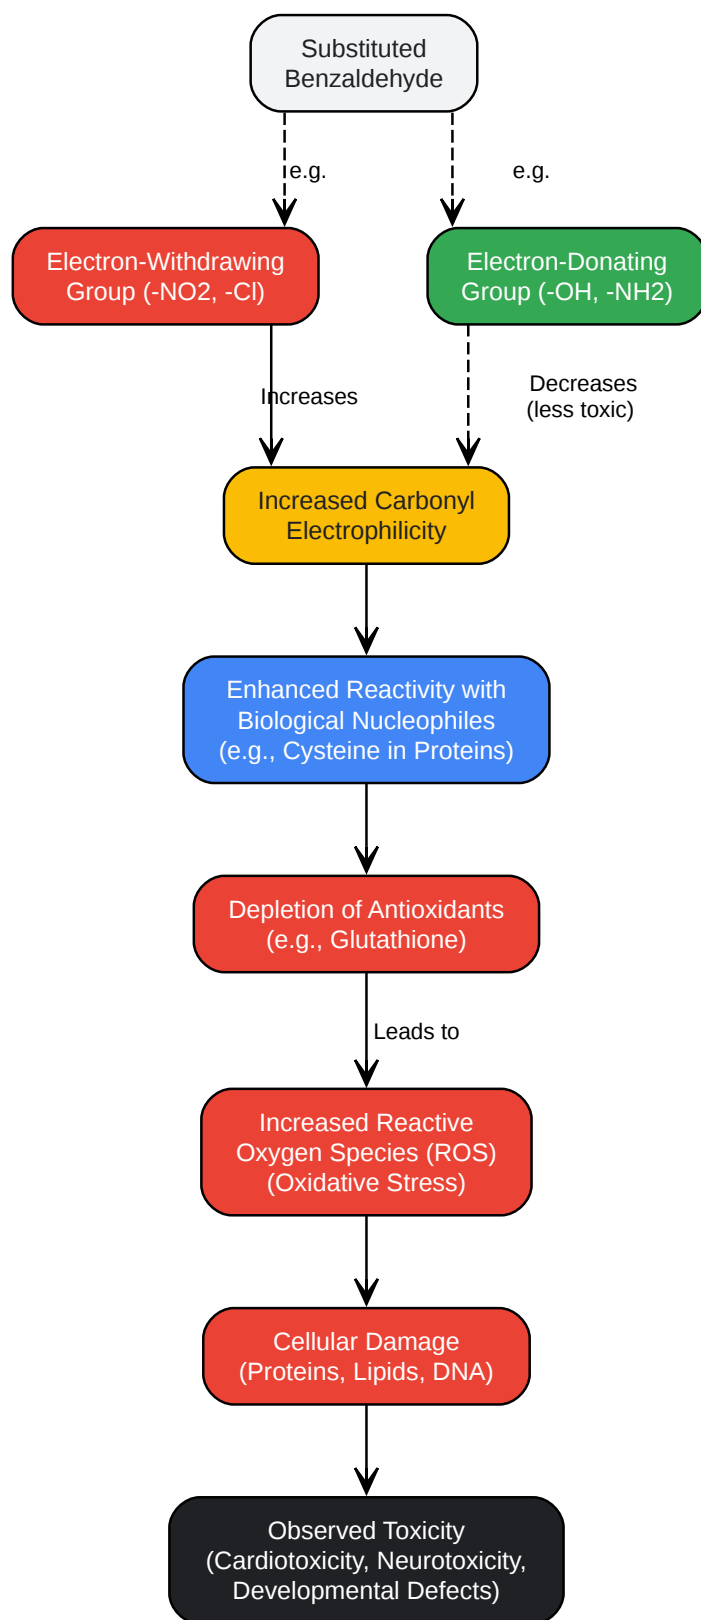 Substituted
Benzaldehyde
e.g.
e.g.
Electron-Withdrawing
Group (-NO2, -Cl)
Electron-Donating
Group (-OH, -NH2)
Increases
Decreases
(less toxic)
Increased Carbonyl
Electrophilicity
Enhanced Reactivity with
Biological Nucleophiles
(e.g., Cysteine in Proteins)
Depletion of Antioxidants
(e.g., Glutathione)
Leads to
Increased Reactive
Oxygen Species (ROS)
(Oxidative Stress)
Cellular Damage
(Proteins, Lipids, DNA)
Observed Toxicity
(Cardiotoxicity, Neurotoxicity,
Developmental Defects)